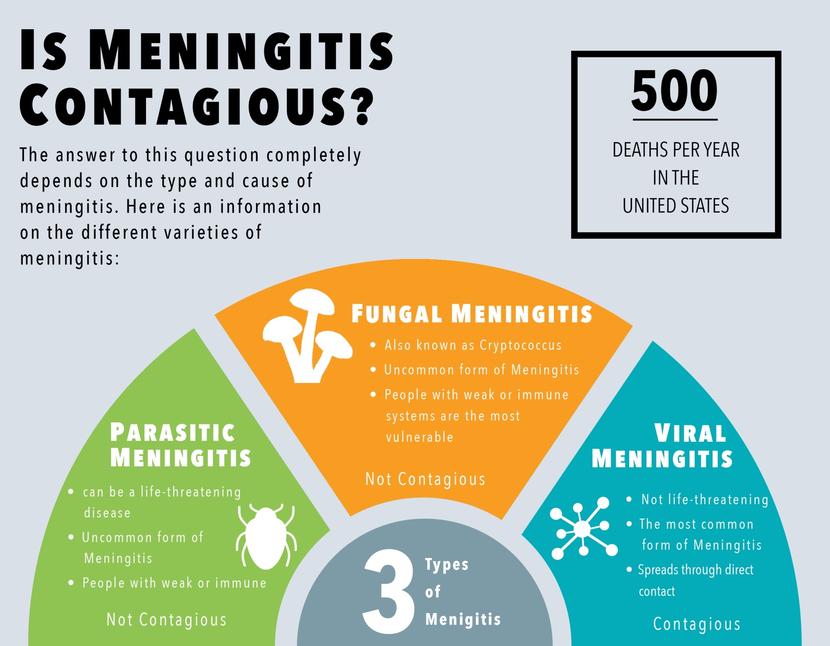 IS MENINGITIS
CONTAGIOUS?
The answer to this question completely
depends on the type and cause of
meningitis. Here is an information
on the different varieties of
meningitis:
500
DEATHS PER YEAR
IN THE
UNITED STATES
FUNGAL MENINGITIS
• Also known as Cryptococcus
• Uncommon form of Meningitis
• People with weak or immune
systems are the most
vulnerable
Not Contagious
PARASITIC
MENINGITIS
• can be a life-threatening
disease
• Uncommon form of
Meningitis
• People with weak or immune
Not Contagious
VIRAL
MENINGITIS
• Not life-threatening
• The most common
form of Meningitis
• Spreads through direct
contact
Contagious
3
Types
of
Menigitis